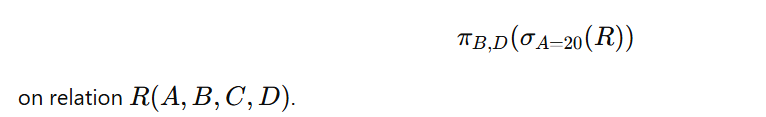 π_{B,D}(σ_{A=20}(R))
on relation R(A, B, C, D).